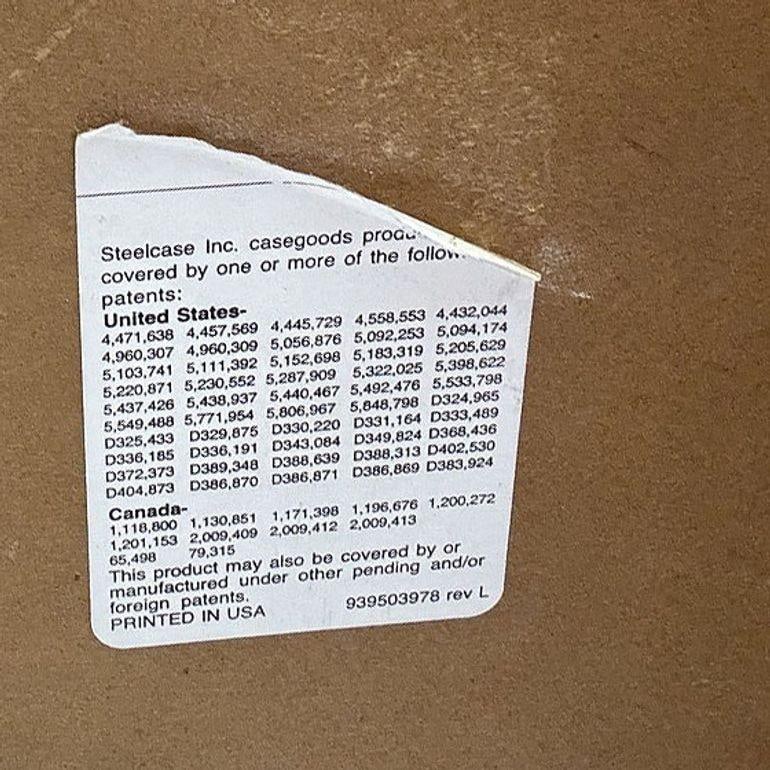 Steelcase Inc. casegoods
covered by one or more of the
patents:
United States-
4,471,638 4,457,569 4,445,729 4,558,553 4,432,044
4,960,307 4,960,309 5,056,876 5,092,253 5,094,174
5,103,741 5,111,392 5,152,698 5,183,319 5,205,629
5,220,871 5,230,552 5,287,909 5,322,025 5,398,622
5,437,426 5,438,937 5,440,467 5,492,476 5,533,798
5,549,488 5,771,954 5,806,967 5,848,798 D324,965
D325,433 D329,875 D330,220 D331,164 D333,489
D336,185 D336,191 D343,084 D349,824 D368,436
D372,373 D389,348 D388,639 D388,313 D402,530
D404,873 D386,870 D386,871 D386,869 D383,924
Canada-
1,118,800 1,130,851 1,171,398 1,196,676 1,200,272
1,201,153 2,009,409 2,009,412 2,009,413
65,498 79,315
This product may also be covered by or
manufactured under other pending and/or
foreign patents.
PRINTED IN USA 939503978 rev L